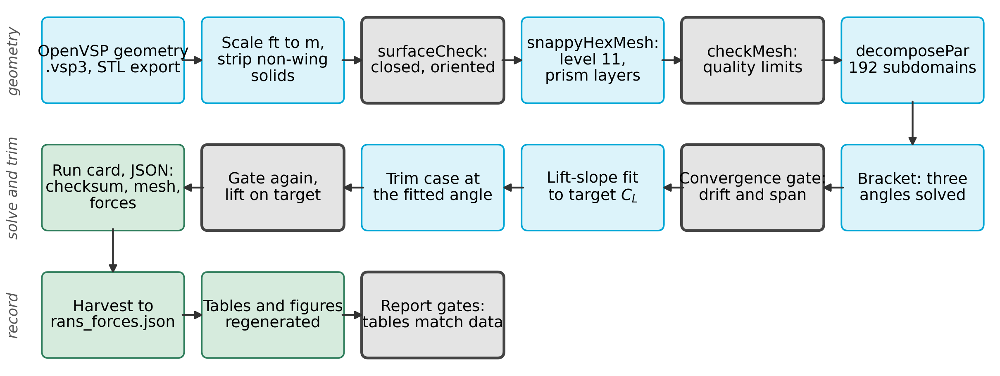 geometry
OpenVSP geometry
.vsp3, STL export
Scale ft to m,
strip non-wing
solids
surfaceCheck:
closed, oriented
snappyHexMesh:
level 11,
prism layers
checkMesh:
quality limits
decomposePar
192 subdomains
solve and trim
Run card, JSON:
checksum, mesh,
forces
Gate again,
lift on target
Trim case at
the fitted angle
Lift-slope fit
to target C_L
Convergence gate:
drift and span
Bracket: three
angles solved
record
Harvest to
rans_forces.json
Tables and figures
regenerated
Report gates:
tables match data